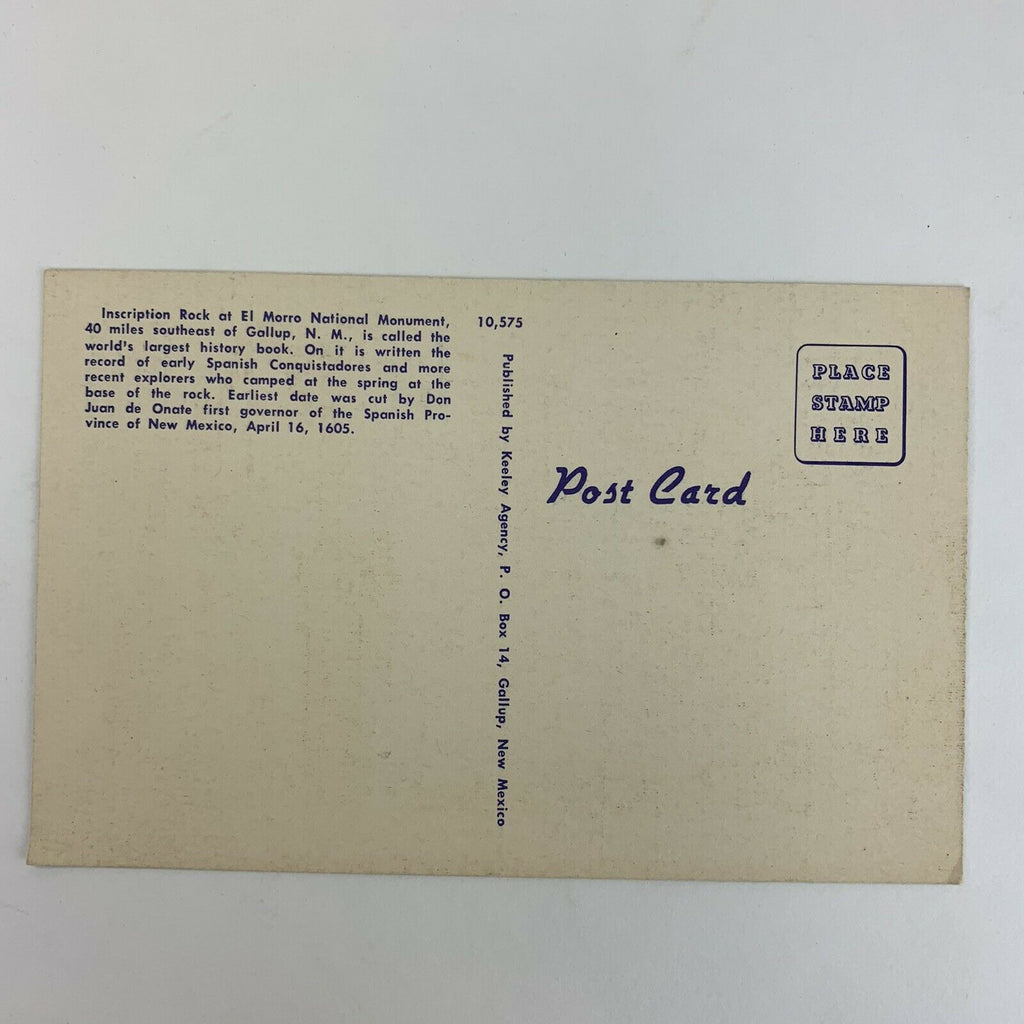 Inscription Rock at El Morro National Monument,
40 miles southeast of Gallup, N. M., is called the
world's largest history book. On it is written the
record of early Spanish Conquistadores and more
recent explorers who camped at the spring at the
base of the rock. Earliest date was cut by Don
Juan de Onate first governor of the Spanish Pro-
vince of New Mexico, April 16, 1605.
10,575
Published by Keeley Agency, P. O. Box 14, Gallup, New Mexico
Post Card
PLACE
STAMP
HERE